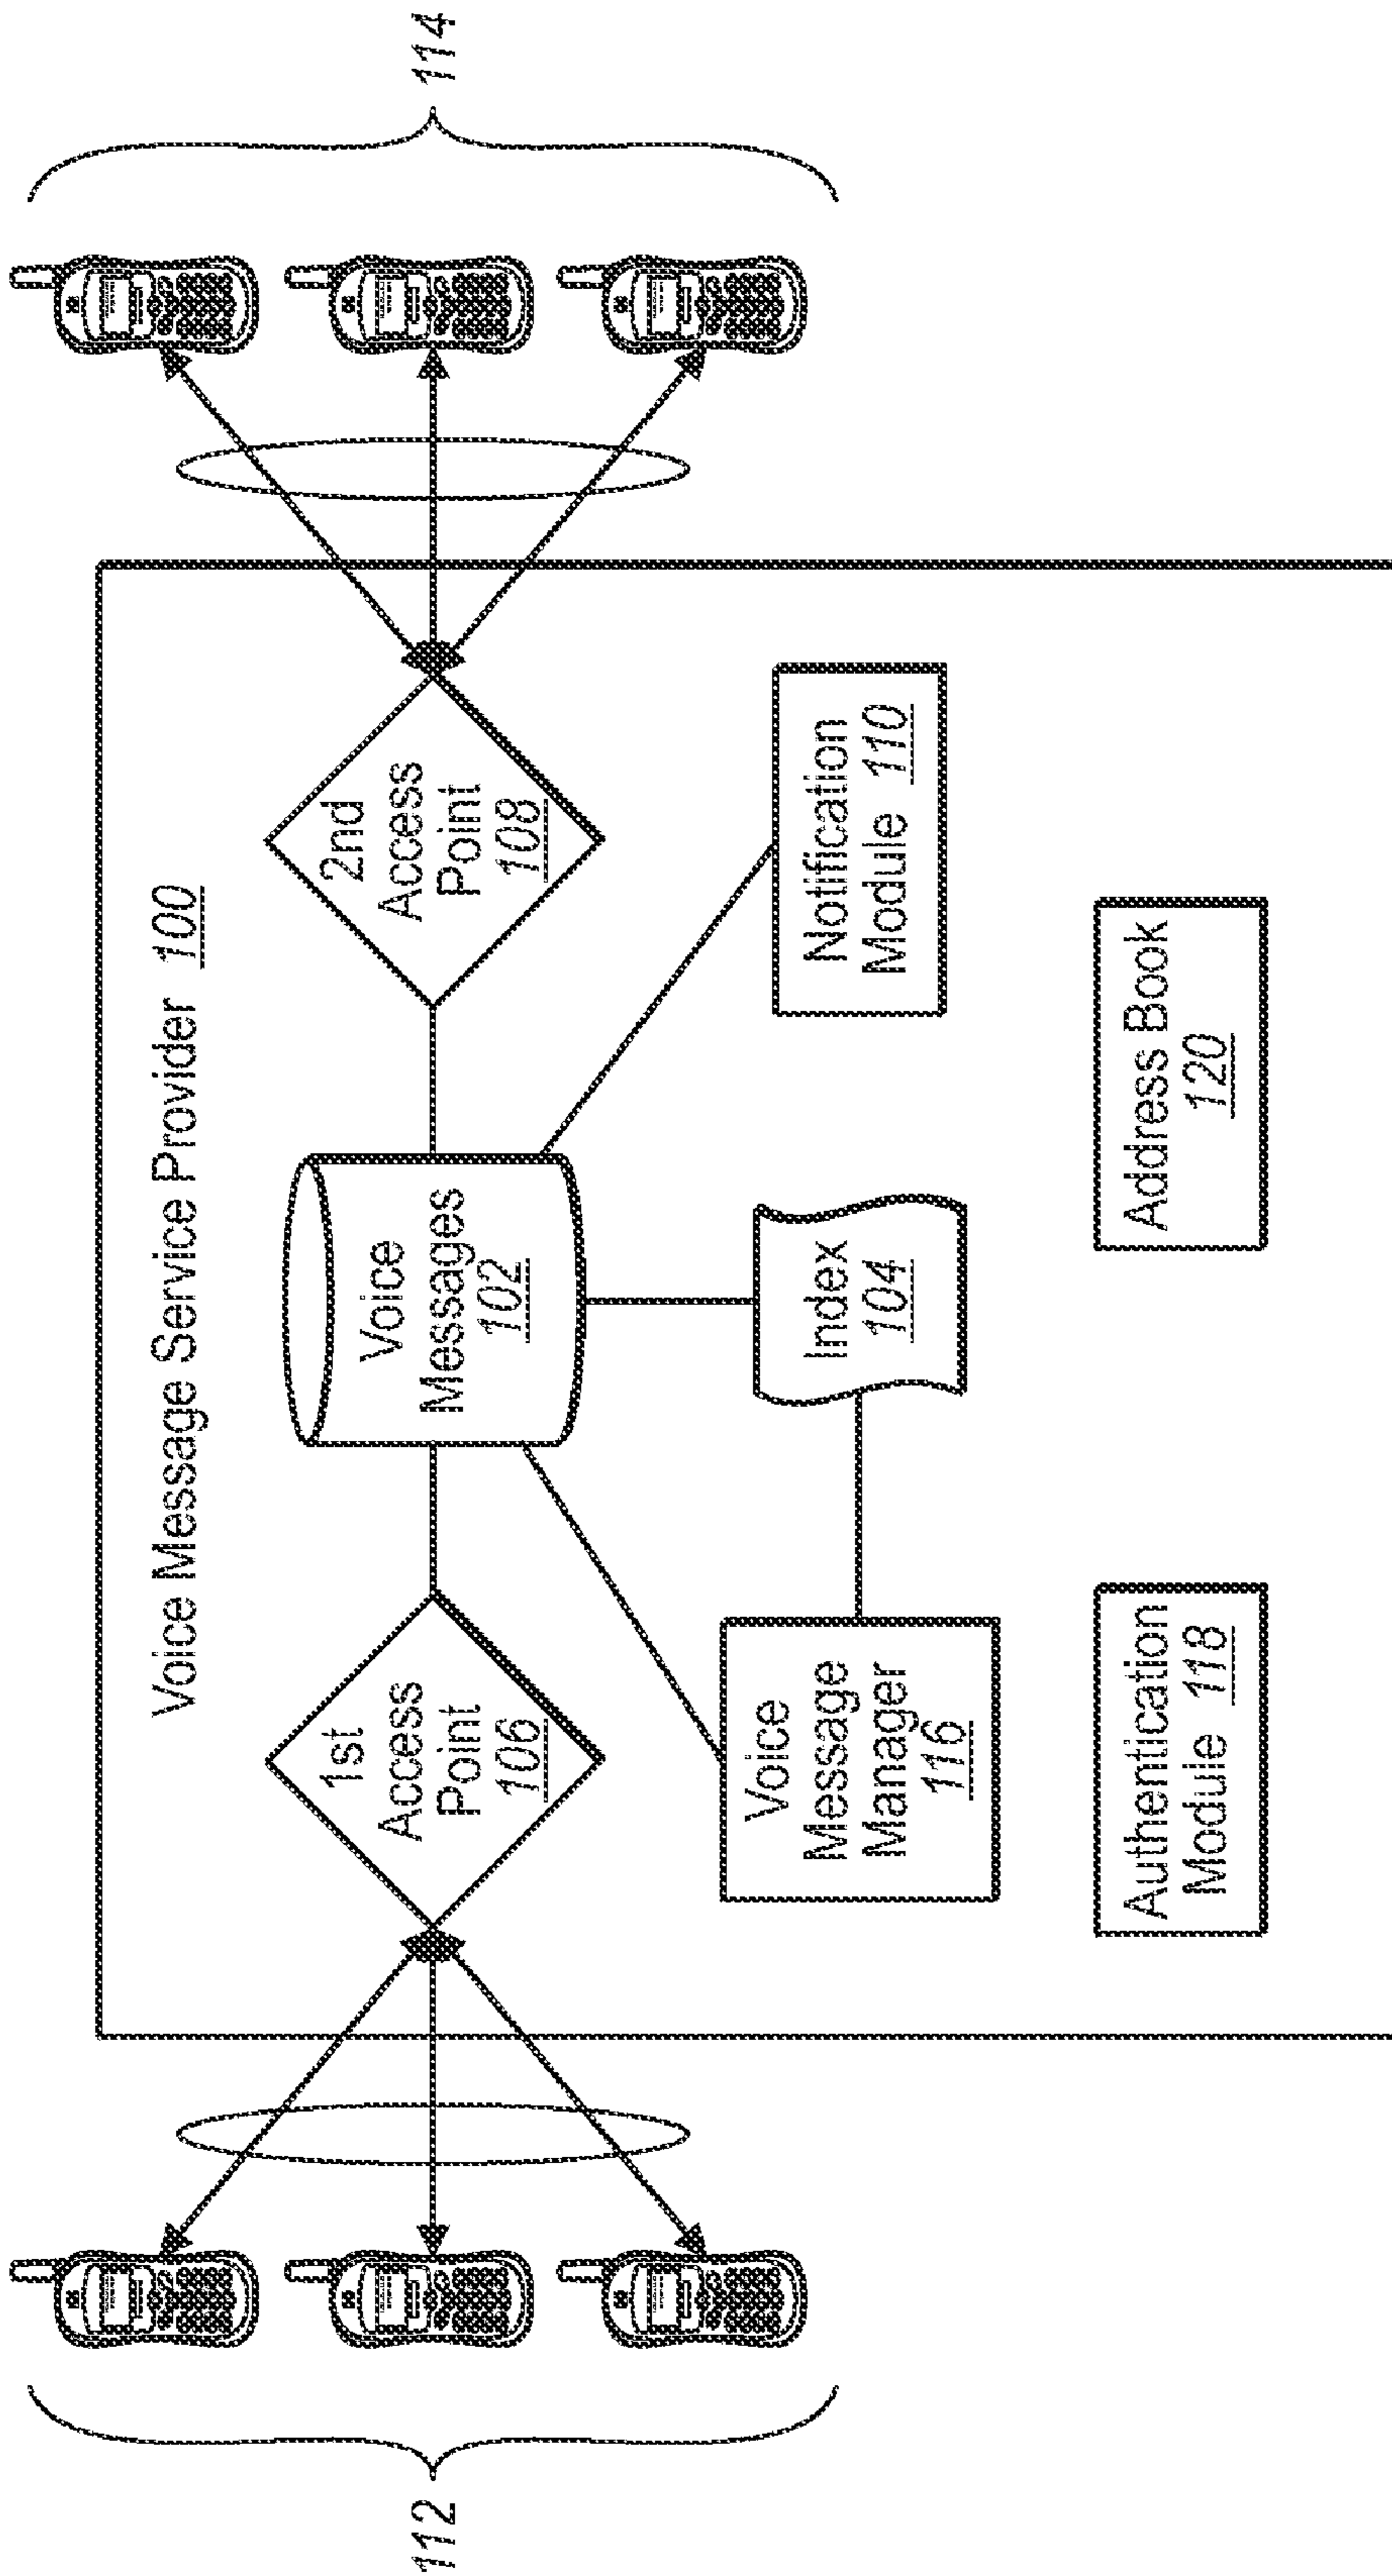 Voice Message Service Provider 100
112
114
1st
Access
Point
106
Voice
Messages
102
2nd
Access
Point
108
Voice
Message
Manager
116
Index
104
Notification
Module 110
Authentication
Module 118
Address Book
120